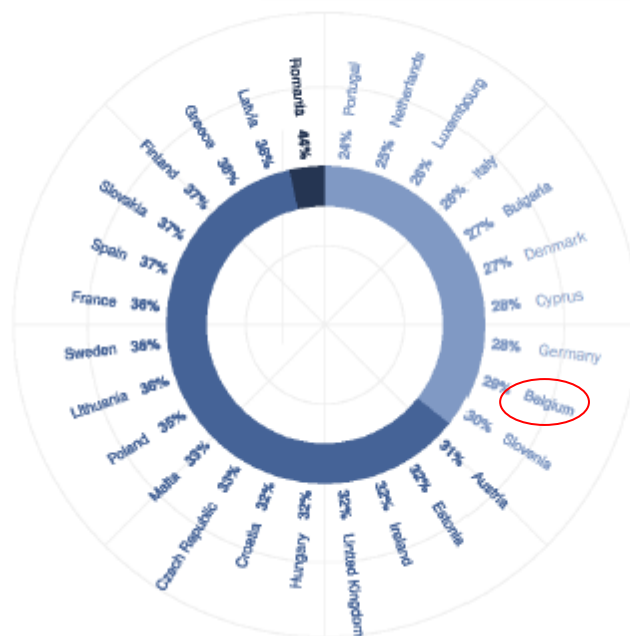 Portugal 24%
Netherlands 25%
Luxembourg 26%
Italy 26%
Bulgaria 27%
Denmark 27%
Cyprus 28%
Germany 28%
Belgium 29%
Slovenia 30%
Austria 31%
Estonia 32%
Ireland 32%
United Kingdom 32%
Hungary 32%
Croatia 32%
Czech Republic 33%
Malta 33%
Poland 35%
Lithuania 36%
Sweden 36%
France 36%
Spain 37%
Slovakia 37%
Finland 37%
Greece 38%
Latvia 38%
Romania 44%